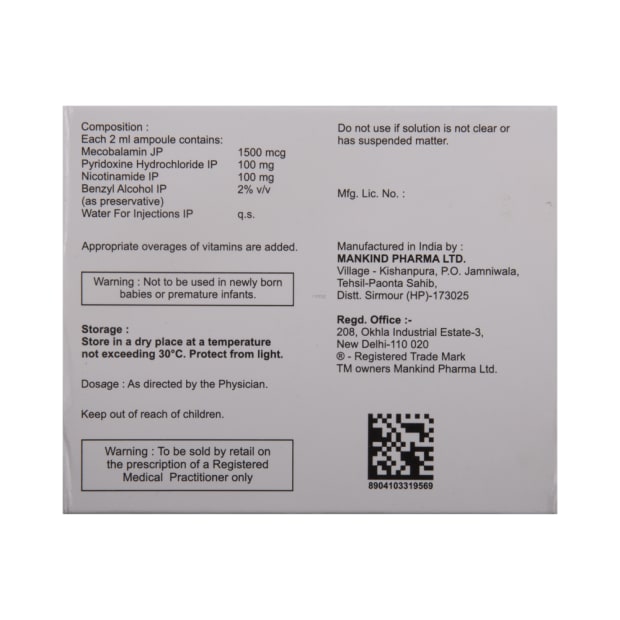 Composition :
Each 2 ml ampoule contains:
Mecobalamin JP 1500 mcg
Pyridoxine Hydrochloride IP 100 mg
Nicotinamide IP 100 mg
Benzyl Alcohol IP 2% v/v
(as preservative)
Water For Injections IP q.s.
Appropriate overages of vitamins are added.
Warning : Not to be used in newly born
babies or premature infants.
Storage :
Store in a dry place at a temperature
not exceeding 30°C. Protect from light.
Dosage : As directed by the Physician.
Keep out of reach of children.
Warning : To be sold by retail on
the prescription of a Registered
Medical Practitioner only
Do not use if solution is not clear or
has suspended matter.
Mfg. Lic. No. :
Manufactured in India by :
MANKIND PHARMA LTD.
Village - Kishanpura, P.O. Jamniwala,
Tehsil-Paonta Sahib,
Distt. Sirmour (HP)-173025
Regd. Office :-
208, Okhla Industrial Estate-3,
New Delhi-110 020
® - Registered Trade Mark
TM owners Mankind Pharma Ltd.
8904103319569